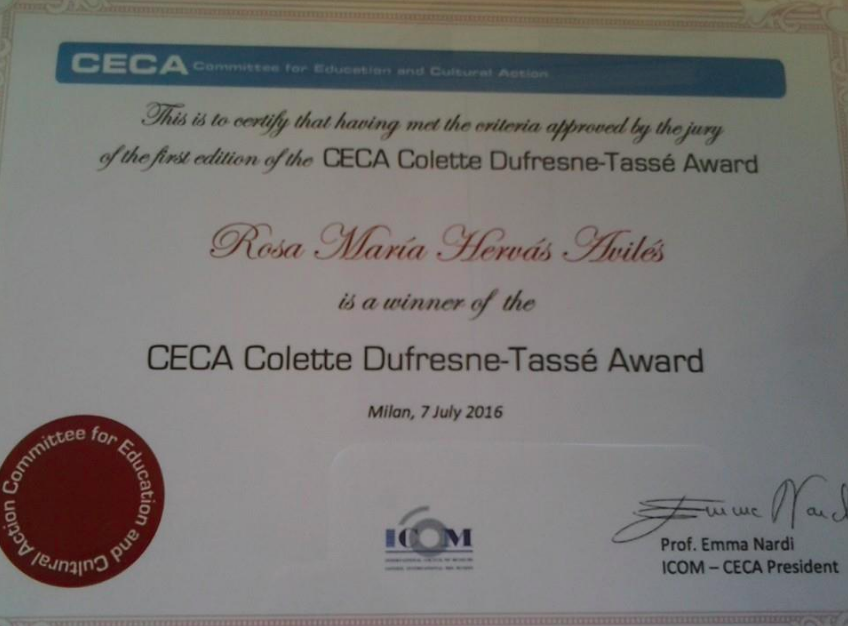 CECA Committee for Education and Cultural Action
This is to certify that having met the criteria approved by the jury
of the first edition of the CECA Colette Dufresne-Tassé Award
Rosa María Hervás Avilés
is a winner of the
CECA Colette Dufresne-Tassé Award
Milan, 7 July 2016
Committee for Education and Cultural Action
ICOM
Emma Nardi
Prof. Emma Nardi
ICOM – CECA President